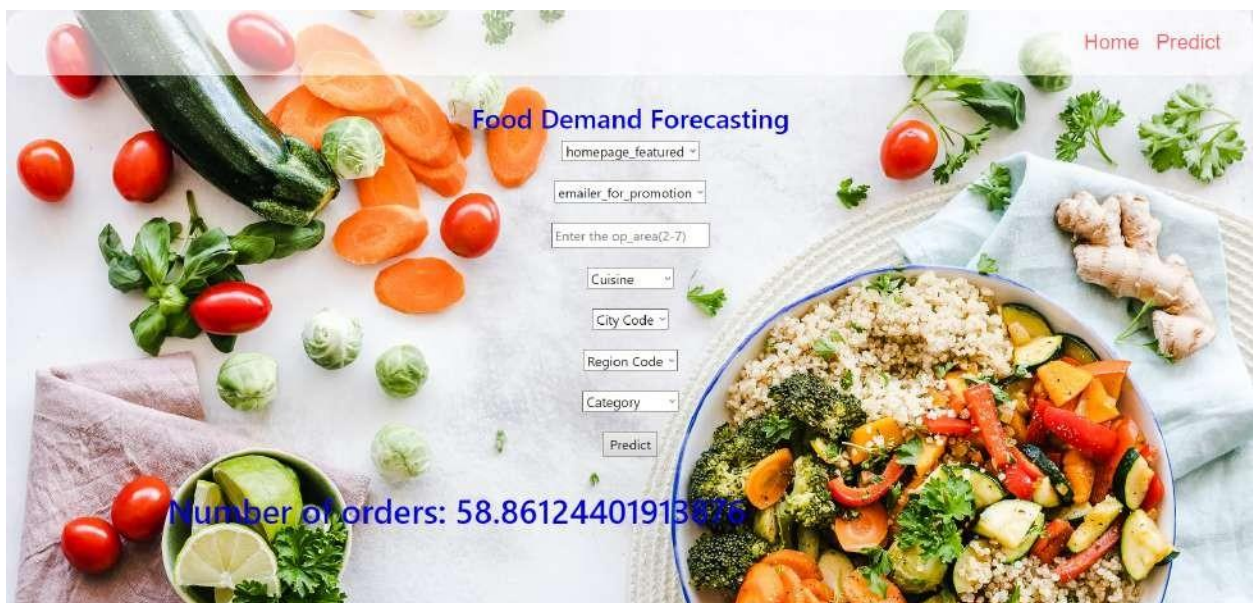 Home Predict
Food Demand Forecasting
homepage_featured
emailer_for_promotion
Enter the op_area(2-7)
Cuisine
City Code
Region Code
Category
Predict
Number of orders: 58.86124401913876